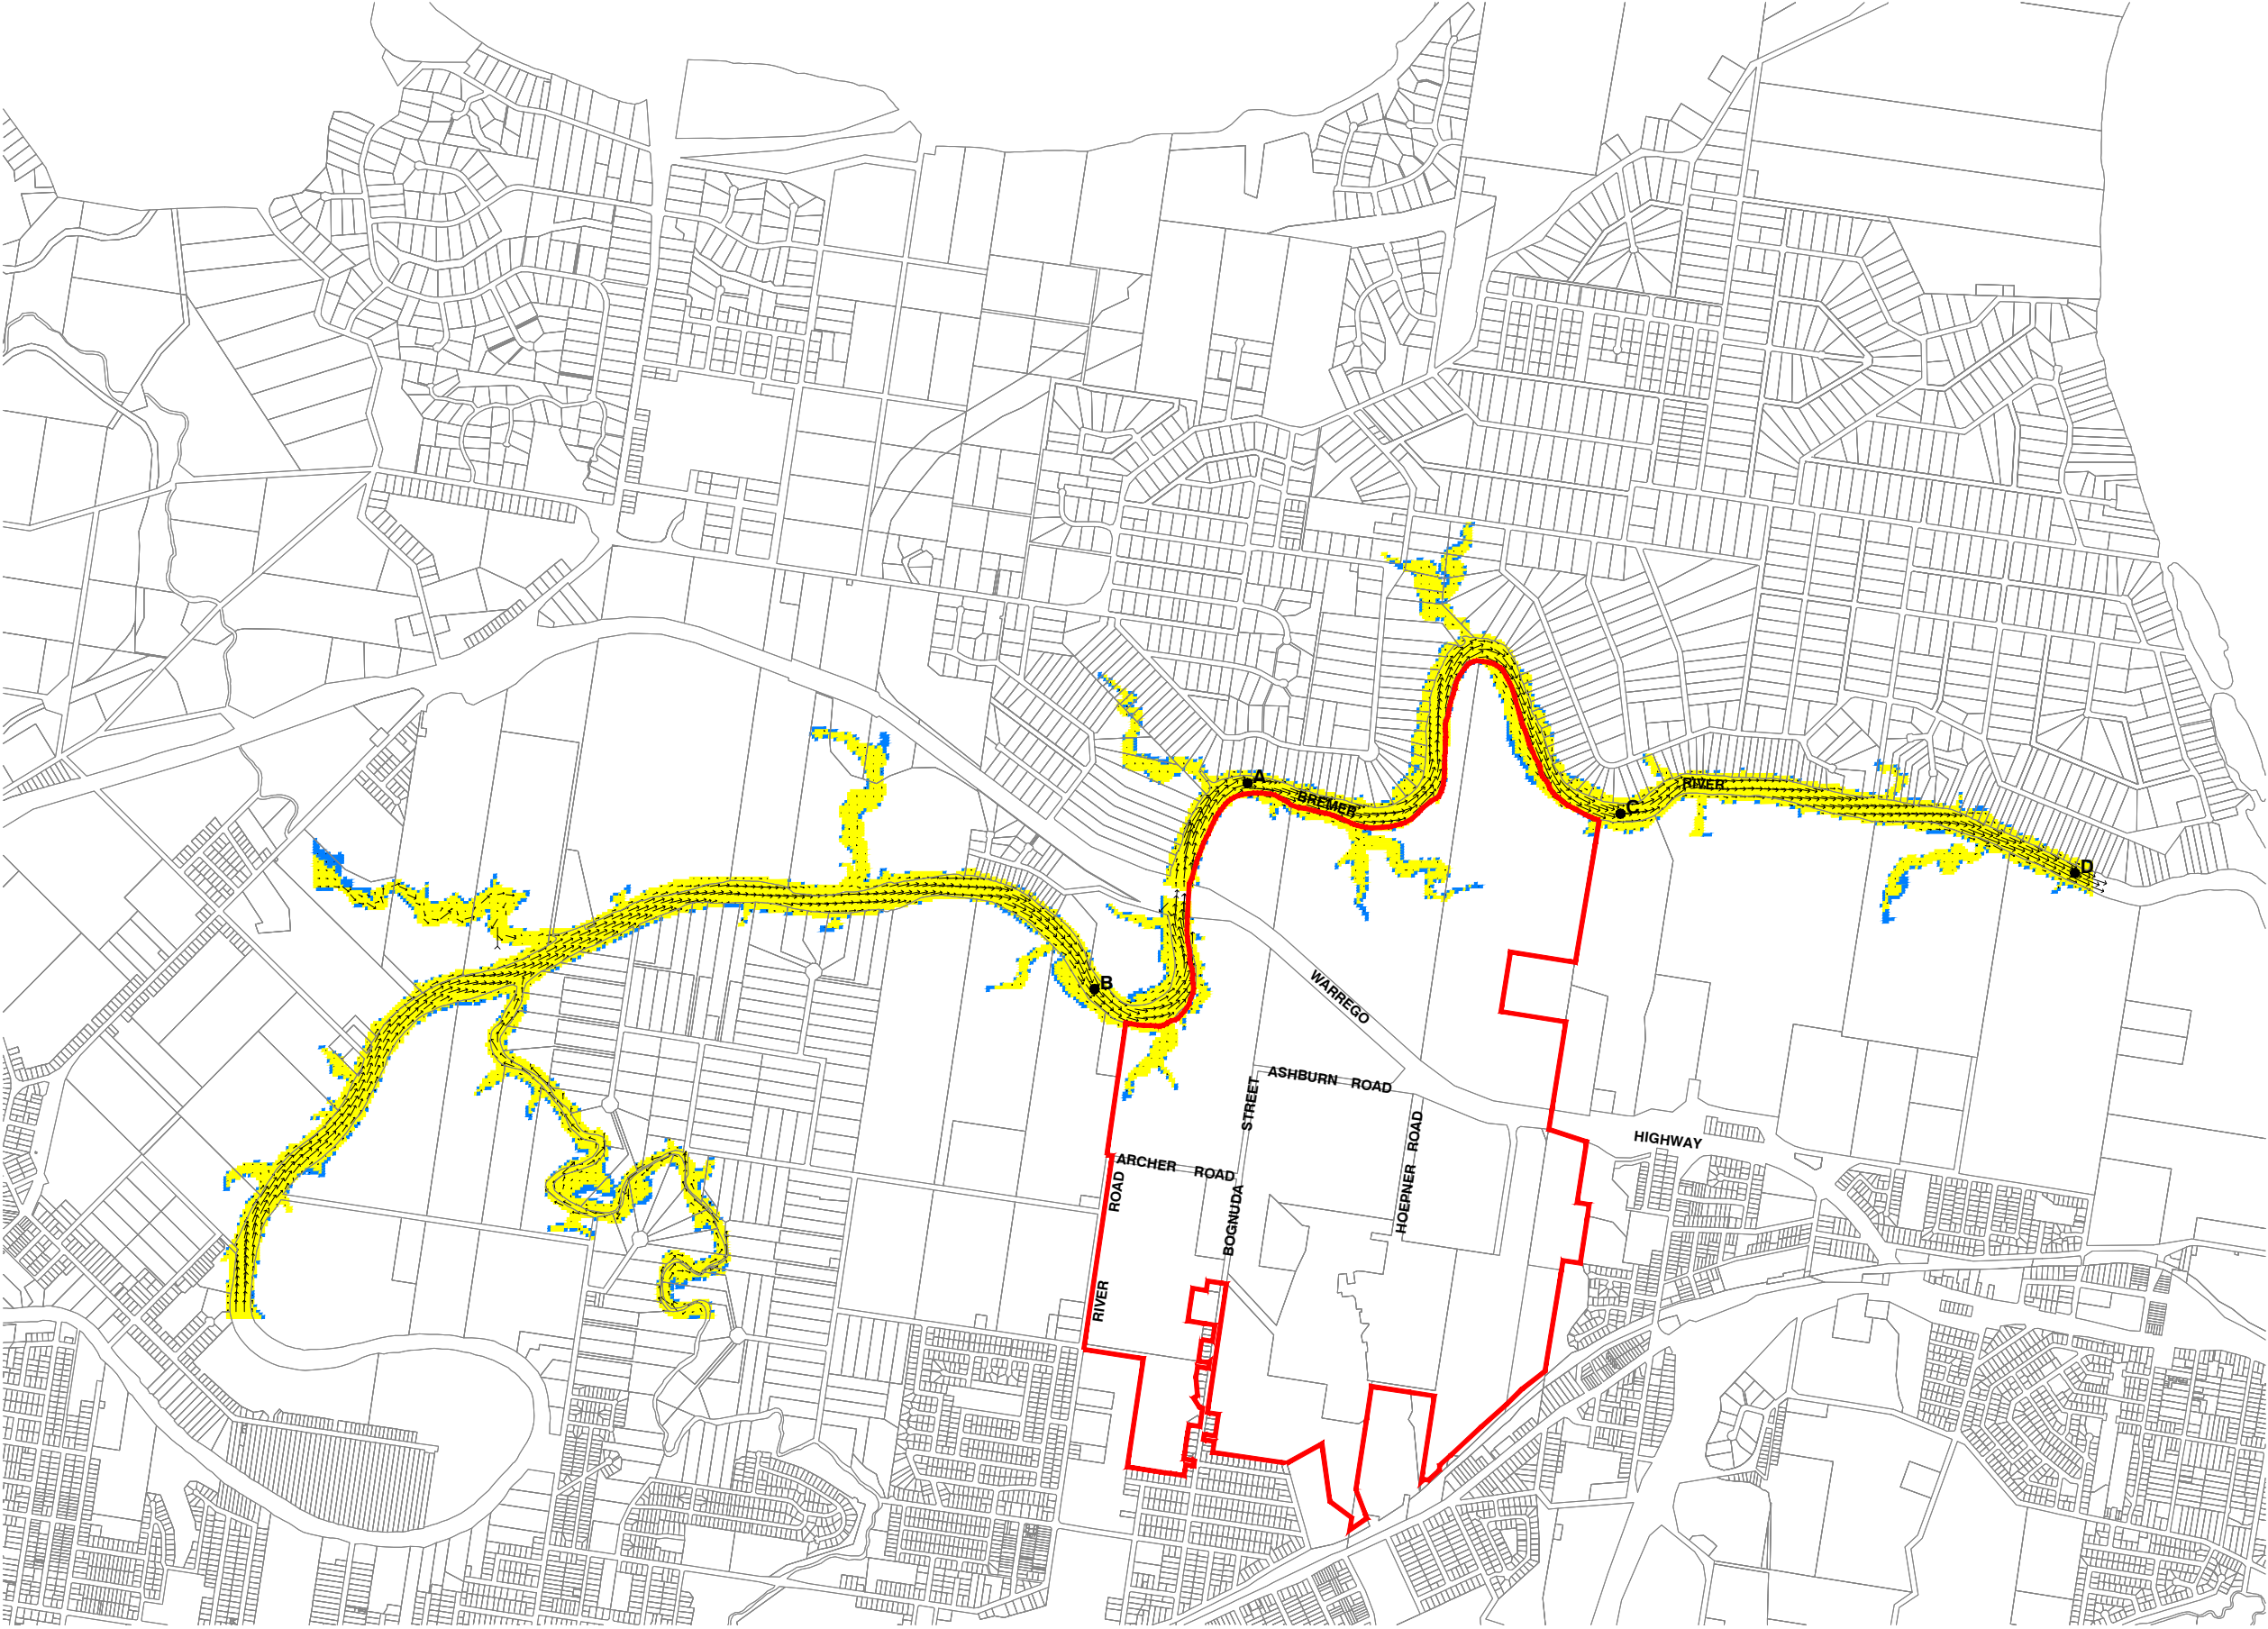 A
BREMER
RIVER
C
D
B
WARREGO
ASHBURN ROAD
STREET
HOEPNER ROAD
HIGHWAY
ARCHER ROAD
ROAD
BOGNUDA
RIVER